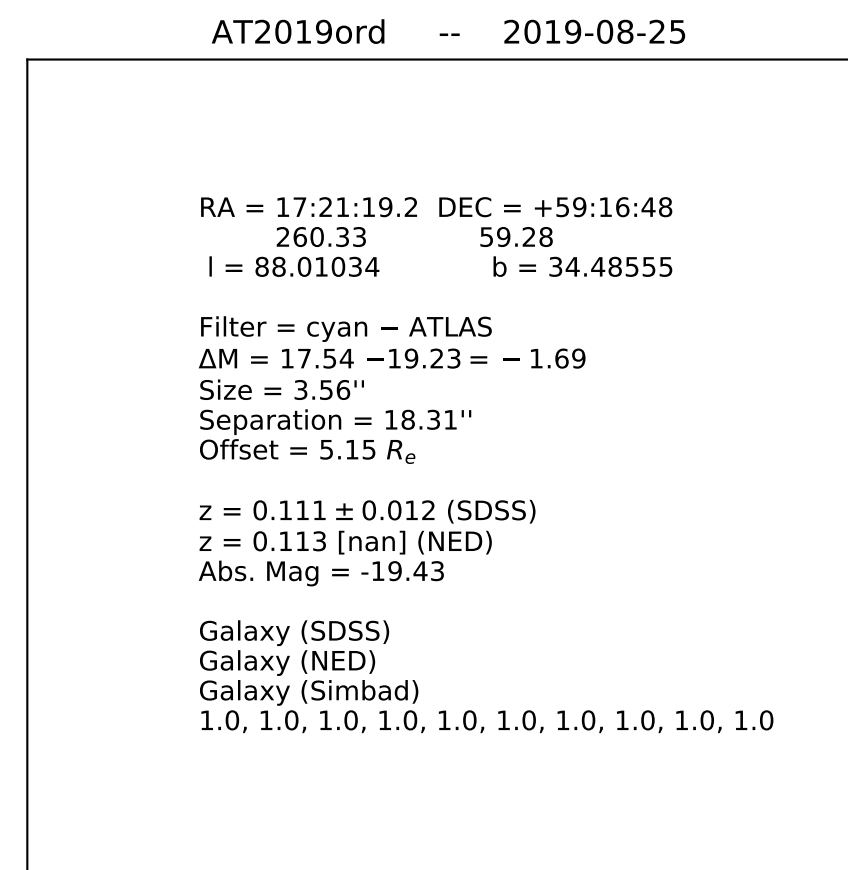 AT2019ord -- 2019-08-25
RA = 17:21:19.2 DEC = +59:16:48
260.33 59.28
l = 88.01034 b = 34.48555
Filter = cyan − ATLAS
ΔM = 17.54 −19.23 = − 1.69
Size = 3.56''
Separation = 18.31''
Offset = 5.15 Rₑ
z = 0.111 ± 0.012 (SDSS)
z = 0.113 [nan] (NED)
Abs. Mag = -19.43
Galaxy (SDSS)
Galaxy (NED)
Galaxy (Simbad)
1.0, 1.0, 1.0, 1.0, 1.0, 1.0, 1.0, 1.0, 1.0, 1.0